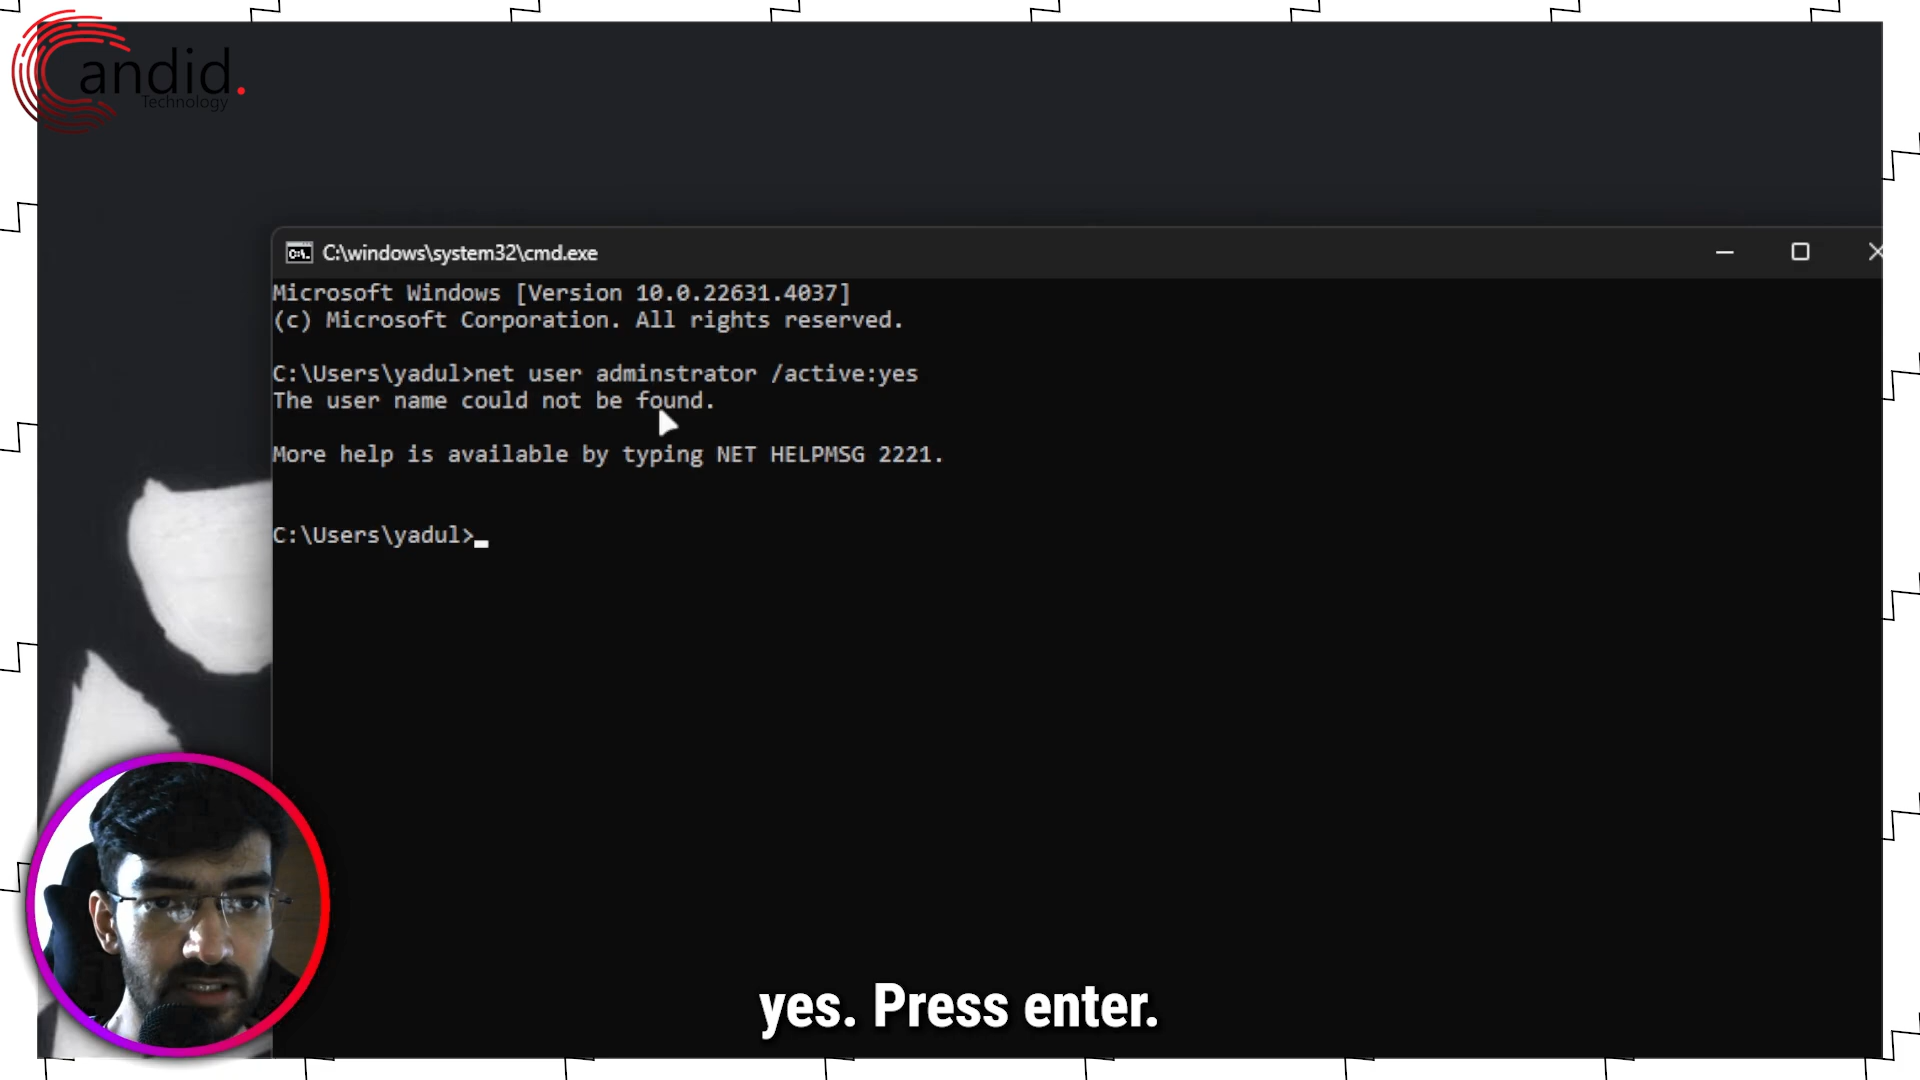 Candid.
Technology
C:\windows\system32\cmd.exe
Microsoft Windows [Version 10.0.22631.4037]
(c) Microsoft Corporation. All rights reserved.
C:\Users\yadul>net user adminstrator /active:yes
The user name could not be found.
More help is available by typing NET HELPMSG 2221.
C:\Users\yadul>
yes. Press enter.